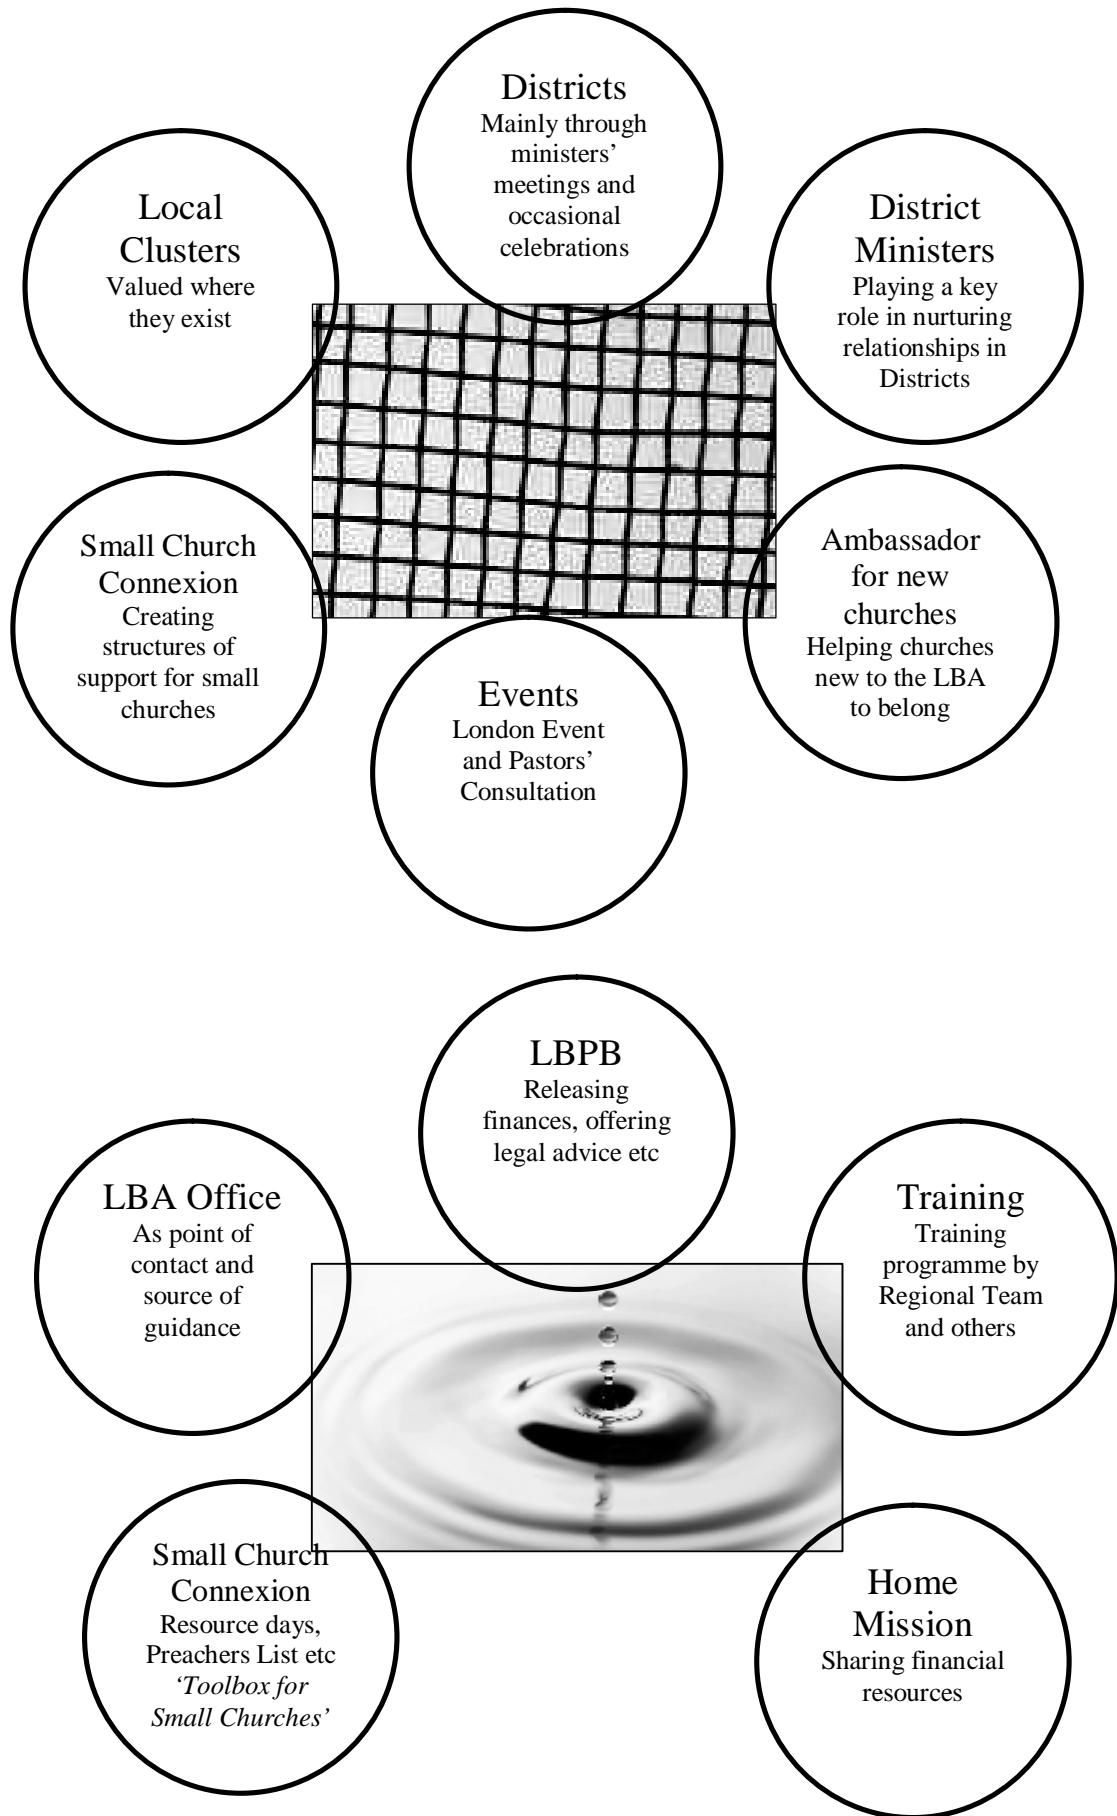 Districts
Mainly through
ministers’
meetings and
occasional
celebrations
Local
Clusters
Valued where
they exist
District
Ministers
Playing a key
role in nurturing
relationships in
Districts
Small Church
Connexion
Creating
structures of
support for small
churches
Ambassador
for new
churches
Helping churches
new to the LBA
to belong
Events
London Event
and Pastors’
Consultation
LBPB
Releasing
finances, offering
legal advice etc
LBA Office
As point of
contact and
source of
guidance
Training
Training
programme by
Regional Team
and others
Small Church
Connexion
Resource days,
Preachers List etc
‘Toolbox for
Small Churches’
Home
Mission
Sharing financial
resources